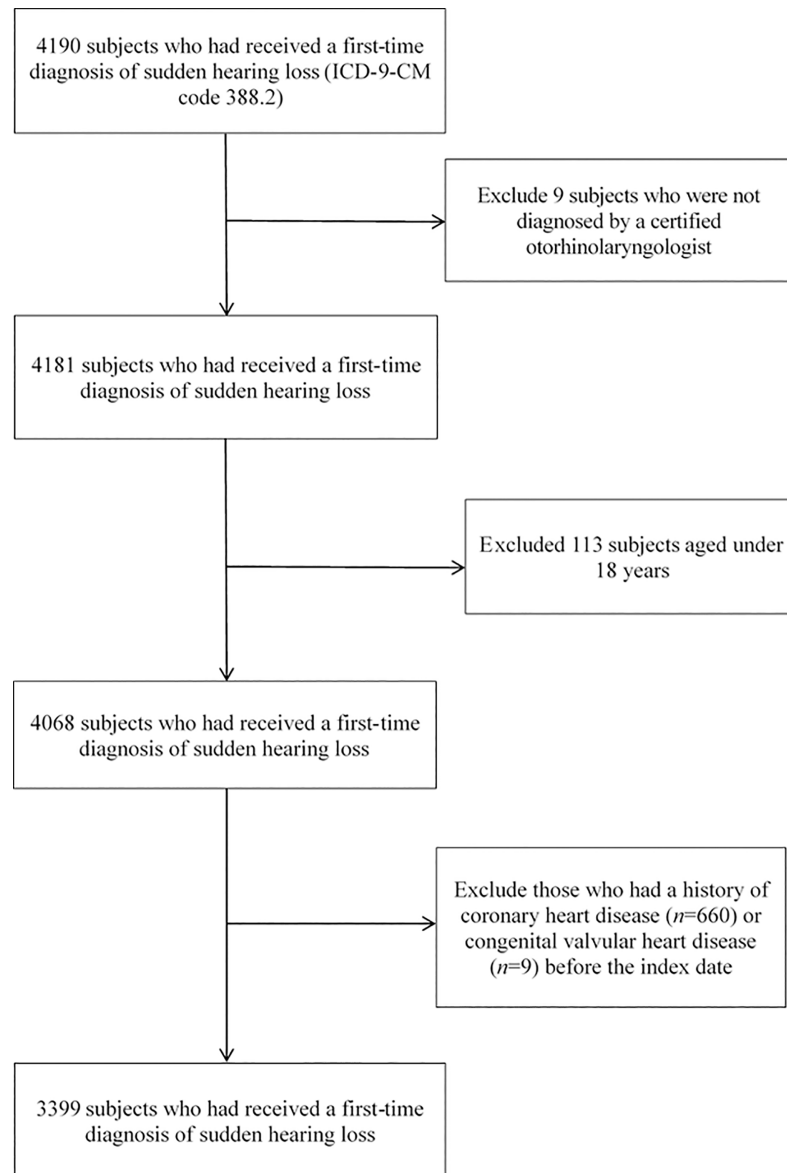 4190 subjects who had received a first-time
diagnosis of sudden hearing loss (ICD-9-CM
code 388.2)
Exclude 9 subjects who were not
diagnosed by a certified
otorhinolaryngologist
4181 subjects who had received a first-time
diagnosis of sudden hearing loss
Excluded 113 subjects aged under
18 years
4068 subjects who had received a first-time
diagnosis of sudden hearing loss
Exclude those who had a history of
coronary heart disease (n=660) or
congenital valvular heart disease
(n=9) before the index date
3399 subjects who had received a first-time
diagnosis of sudden hearing loss